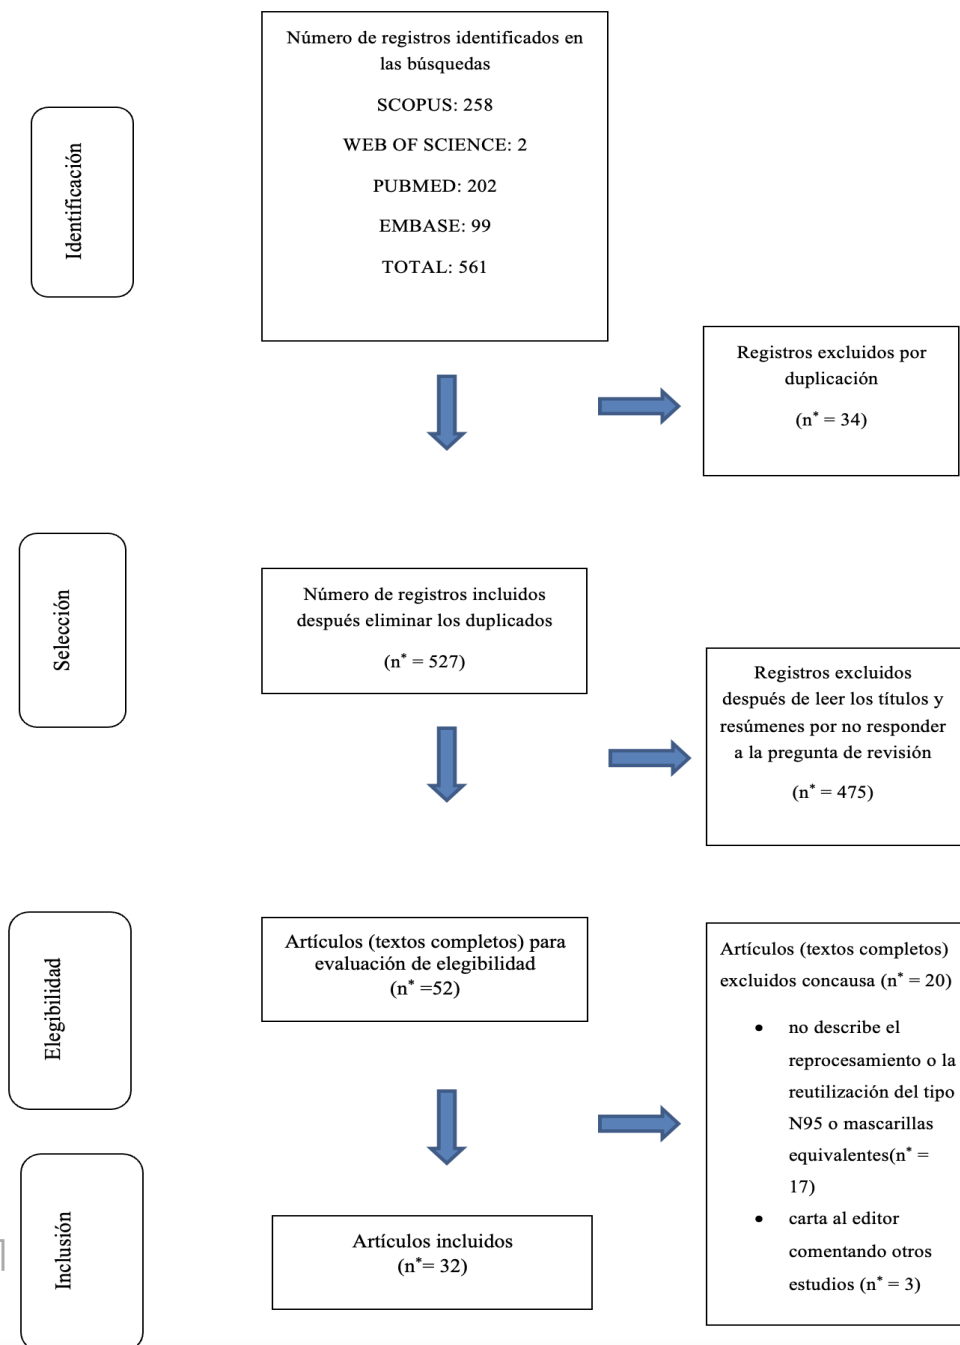 Identificación
Número de registros identificados en
las búsquedas
SCOPUS: 258
WEB OF SCIENCE: 2
PUBMED: 202
EMBASE: 99
TOTAL: 561
Registros excluidos por
duplicación
(n* = 34)
Selección
Número de registros incluidos
después eliminar los duplicados
(n* = 527)
Registros excluidos
después de leer los títulos y
resúmenes por no responder
a la pregunta de revisión
(n* = 475)
Elegibilidad
Artículos (textos completos) para
evaluación de elegibilidad
(n* =52)
Artículos (textos completos)
excluidos concausa (n* = 20)
• no describe el
reprocesamiento o la
reutilización del tipo
N95 o mascarillas
equivalentes(n* =
17)
• carta al editor
comentando otros
estudios (n* = 3)
Inclusión
Artículos incluidos
(n*= 32)